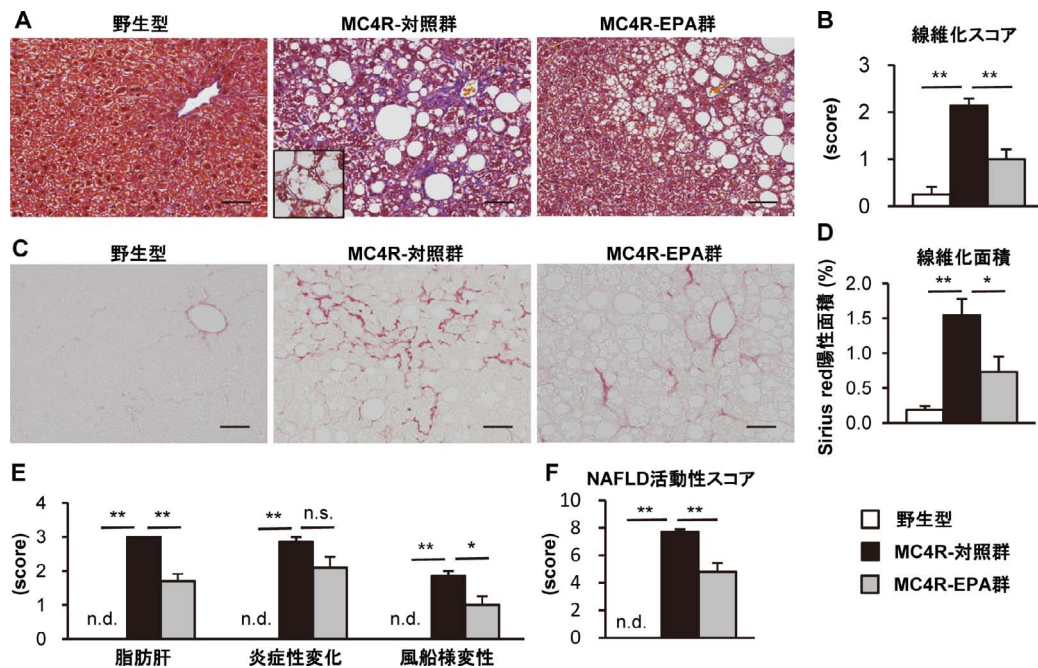 A
野生型
MC4R-対照群
MC4R-EPA群
B
線維化スコア
(score)
3
2
1
0
** **
C
野生型
MC4R-対照群
MC4R-EPA群
D
線維化面積
Sirius red陽性面積 (%)
2.0
1.5
1.0
0.5
0.0
** *
E
(score)
4
3
2
1
0
** **
** n.s.
** *
n.d.
n.d.
n.d.
脂肪肝
炎症性変化
風船様変性
F
NAFLD活動性スコア
(score)
10
8
6
4
2
0
** **
n.d.
野生型
MC4R-対照群
MC4R-EPA群